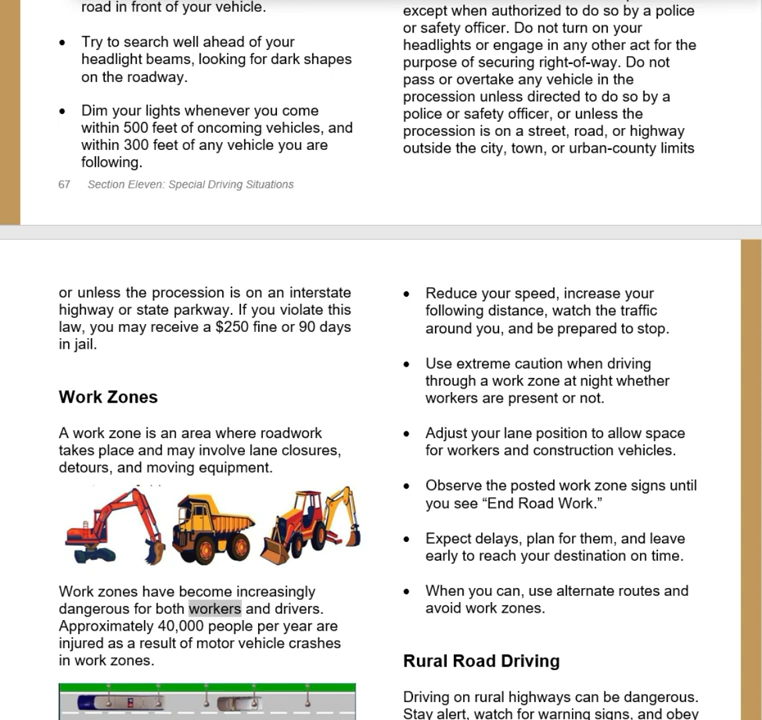 road in front of your vehicle.
• Try to search well ahead of your
headlight beams, looking for dark shapes
on the roadway.
• Dim your lights whenever you come
within 500 feet of oncoming vehicles, and
within 300 feet of any vehicle you are
following.
except when authorized to do so by a police
or safety officer. Do not turn on your
headlights or engage in any other act for the
purpose of securing right-of-way. Do not
pass or overtake any vehicle in the
procession unless directed to do so by a
police or safety officer, or unless the
procession is on a street, road, or highway
outside the city, town, or urban-county limits
67 Section Eleven: Special Driving Situations
or unless the procession is on an interstate
highway or state parkway. If you violate this
law, you may receive a $250 fine or 90 days
in jail.
Work Zones
A work zone is an area where roadwork
takes place and may involve lane closures,
detours, and moving equipment.
Work zones have become increasingly
dangerous for both workers and drivers.
Approximately 40,000 people per year are
injured as a result of motor vehicle crashes
in work zones.
• Reduce your speed, increase your
following distance, watch the traffic
around you, and be prepared to stop.
• Use extreme caution when driving
through a work zone at night whether
workers are present or not.
• Adjust your lane position to allow space
for workers and construction vehicles.
• Observe the posted work zone signs until
you see “End Road Work.”
• Expect delays, plan for them, and leave
early to reach your destination on time.
• When you can, use alternate routes and
avoid work zones.
Rural Road Driving
Driving on rural highways can be dangerous.
Stay alert, watch for warning signs, and obey